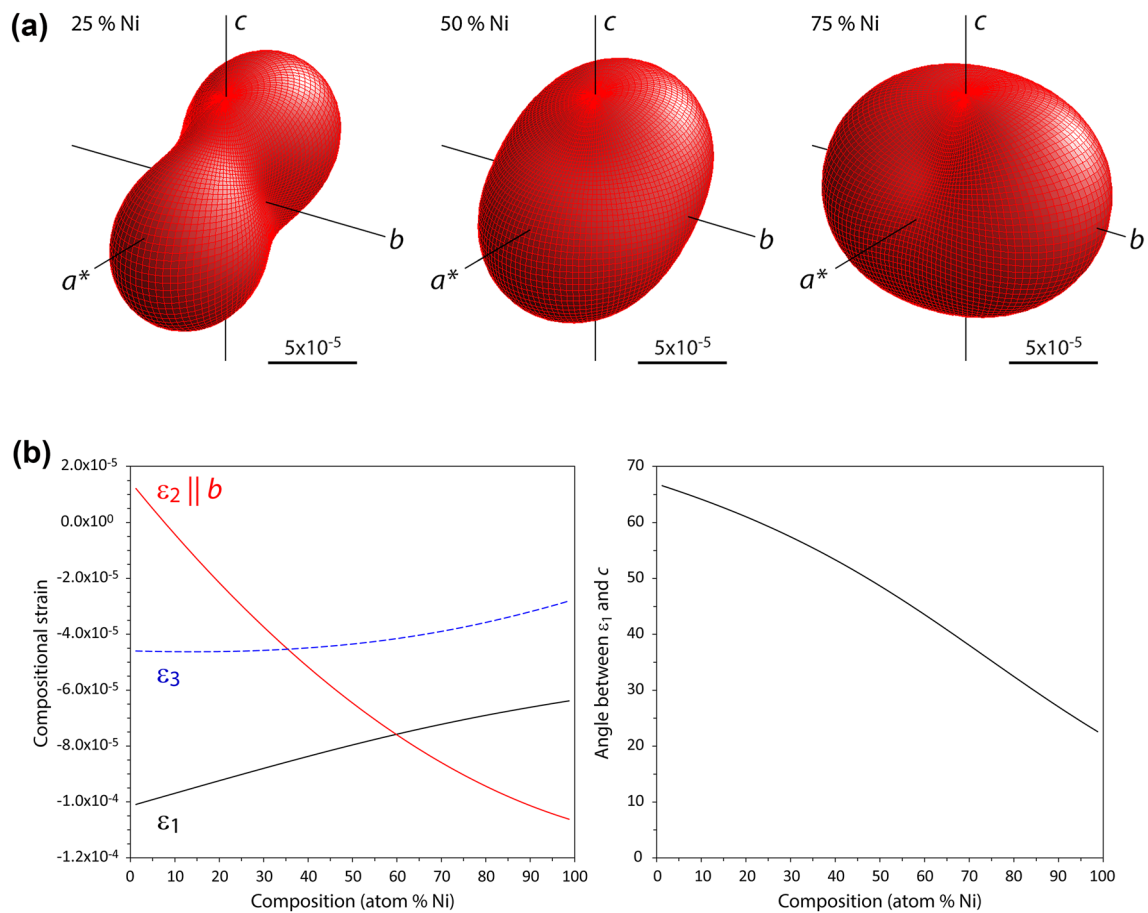 (a)
25 % Ni
c
b
a*
5x10⁻⁵
50 % Ni
c
b
a*
5x10⁻⁵
75 % Ni
c
b
a*
5x10⁻⁵
(b)
Compositional strain
2.0x10⁻⁵
0.0x10⁰
-2.0x10⁻⁵
-4.0x10⁻⁵
-6.0x10⁻⁵
-8.0x10⁻⁵
-1.0x10⁻⁴
-1.2x10⁻⁴
ε₂ || b
ε₃
ε₁
0 10 20 30 40 50 60 70 80 90 100
Composition (atom % Ni)
Angle between ε₁ and c
70
60
50
40
30
20
10
0
0 10 20 30 40 50 60 70 80 90 100
Composition (atom % Ni)